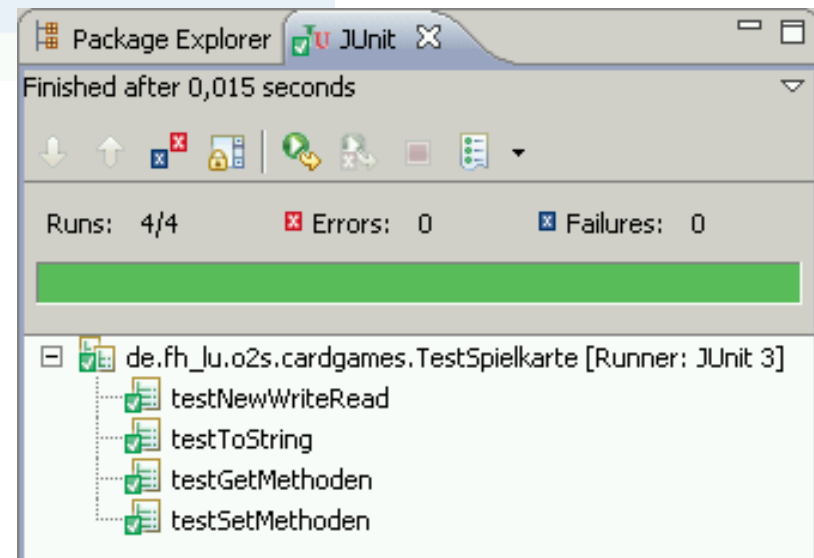 Package Explorer JUnit
Finished after 0,015 seconds
Runs: 4/4 Errors: 0 Failures: 0
de.fh_lu.o2s.cardgames.TestSpielkarte [Runner: JUnit 3]
testNewWriteRead
testToString
testGetMethoden
testSetMethoden